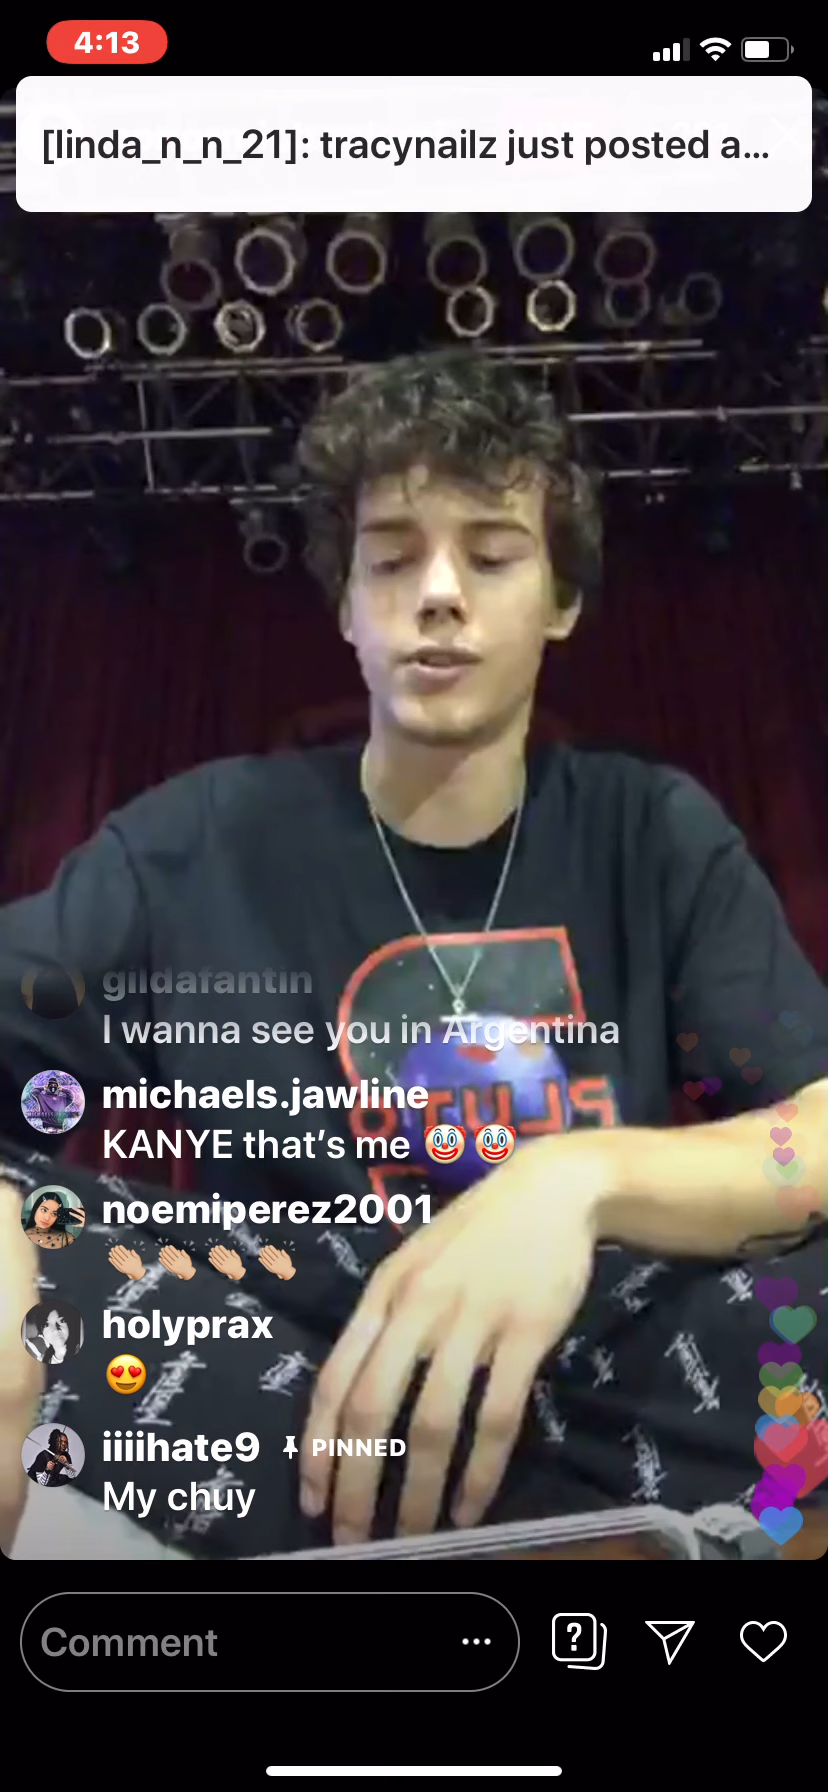 4:13
[linda_n_n_21]: tracynailz just posted a...
gildafantin
I wanna see you in Argentina
michaels.jawline
KANYE that's me 🤡 🤡
noemiperez2001
👏🏼 👏🏼 👏🏼 👏🏼
holyprax
😍
iiiihate9 PINNED
My chuy
Comment